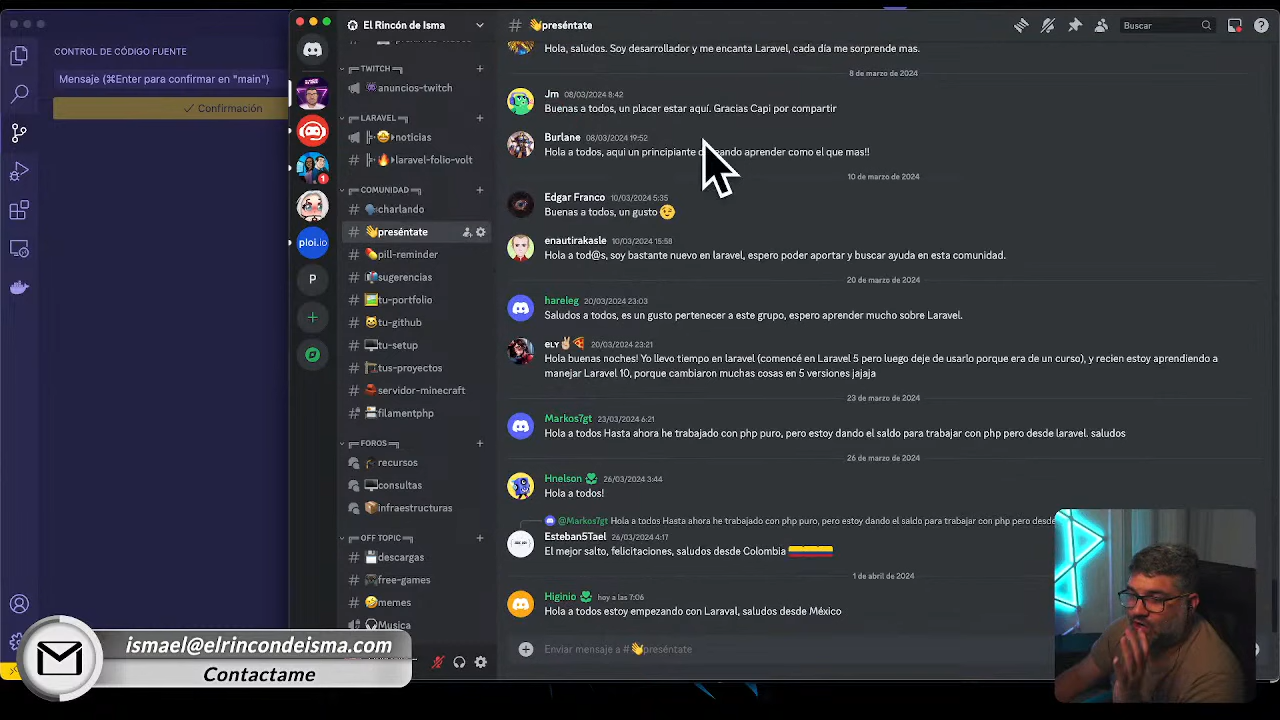 CONTROL DE CÓDIGO FUENTE
Mensaje (⌘Enter para confirmar en "main")
✓ Confirmación
1
ploi.io
P
El Rincón de Isma
TWITCH
anuncios-twitch
LARAVEL
noticias
laravel-folio-volt
COMUNIDAD
charlando
preséntate
pill-reminder
sugerencias
tu-portfolio
tu-github
tu-setup
tus-proyectos
servidor-minecraft
filamentphp
FOROS
recursos
consultas
infraestructuras
OFF TOPIC
descargas
free-games
memes
Musica
# 👋preséntate
Buscar
Hola, saludos. Soy desarrollador y me encanta Laravel, cada día me sorprende mas.
8 de marzo de 2024
Jm 08/03/2024 8:42
Buenas a todos, un placer estar aquí. Gracias Capi por compartir
Burlane 08/03/2024 19:52
Hola a todos, aqui un principiante aprender como el que mas!!
10 de marzo de 2024
Edgar Franco 10/03/2024 5:35
Buenas a todos, un gusto 😉
enautirakasle 10/03/2024 15:58
Hola a tod@s, soy bastante nuevo en laravel, espero poder aportar y buscar ayuda en esta comunidad.
20 de marzo de 2024
hareleg 20/03/2024 23:03
Saludos a todos, es un gusto pertenecer a este grupo, espero aprender mucho sobre Laravel.
ELY✌🏼🍕 20/03/2024 23:21
Hola buenas noches! Yo llevo tiempo en laravel (comencé en Laravel 5 pero luego deje de usarlo porque era de un curso), y recien estoy aprendiendo a
manejar Laravel 10, porque cambiaron muchas cosas en 5 versiones jajaja
23 de marzo de 2024
Markos7gt 23/03/2024 6:21
Hola a todos Hasta ahora he trabajado con php puro, pero estoy dando el saldo para trabajar con php pero desde laravel. saludos
26 de marzo de 2024
Hnelson 26/03/2024 3:44
Hola a todos!
@Markos7gt Hola a todos Hasta ahora he trabajado con php puro, pero estoy dando el saldo para trabajar con php pero desde
Esteban5Tael 26/03/2024 4:17
El mejor salto, felicitaciones, saludos desde Colombia
1 de abril de 2024
Higinio hoy a las 7:06
Hola a todos estoy empezando con Laraval, saludos desde México
Enviar mensaje a # 👋preséntate
ismael@elrincondeisma.com
Contactame